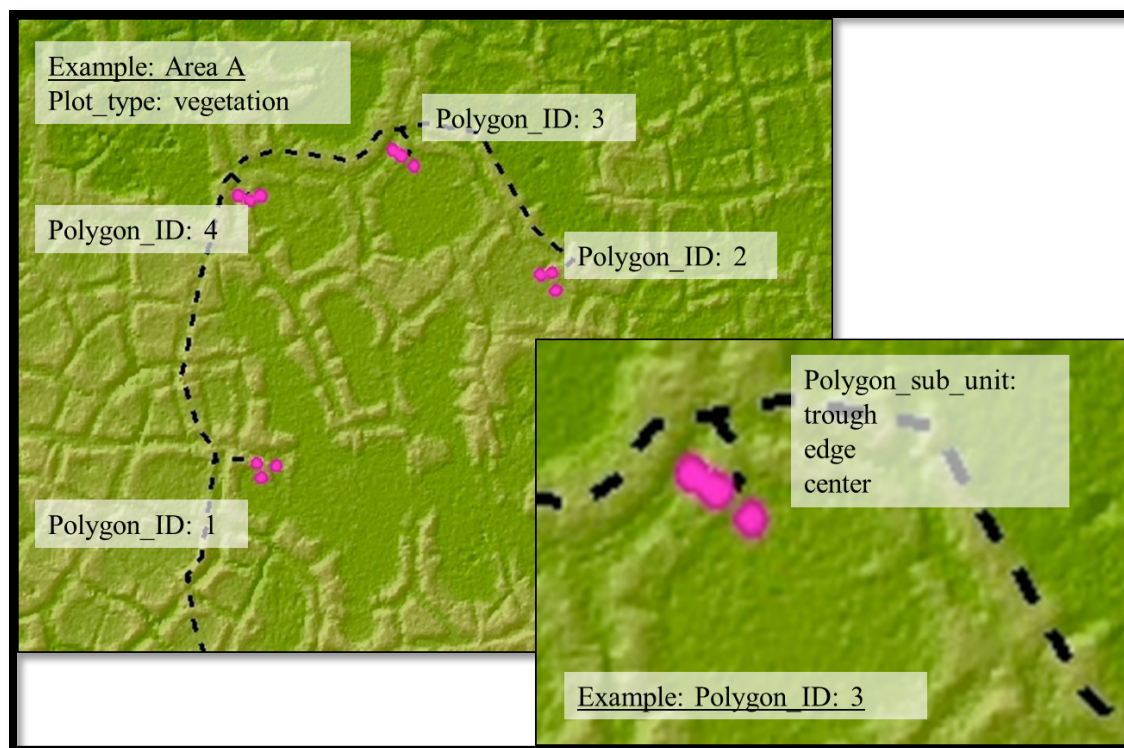 Example: Area A
Plot_type: vegetation
Polygon_ID: 3
Polygon_ID: 4
Polygon_ID: 2
Polygon_ID: 1
Polygon_sub_unit:
trough
edge
center
Example: Polygon_ID: 3